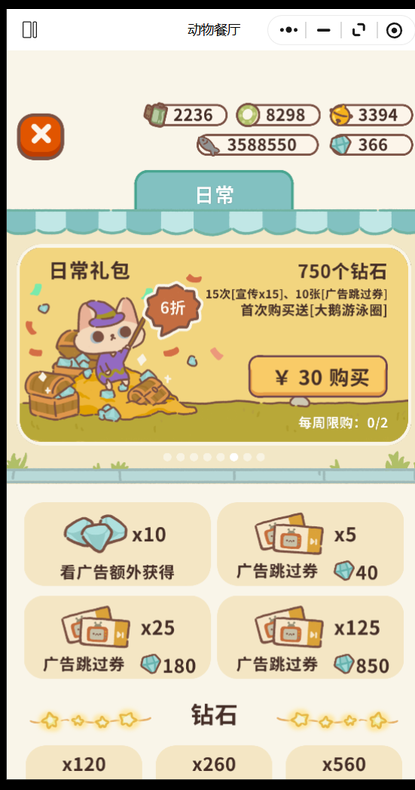 动物餐厅
2236 8298 3394
3588550 366
日常
日常礼包
750个钻石
6折
15次[宣传x15]、10张[广告跳过券]
首次购买送[大鹅游泳圈]
¥ 30 购买
每周限购：0/2
x10
看广告额外获得
x5
广告跳过券 40
x25
广告跳过券 180
x125
广告跳过券 850
钻石
x120 x260 x560